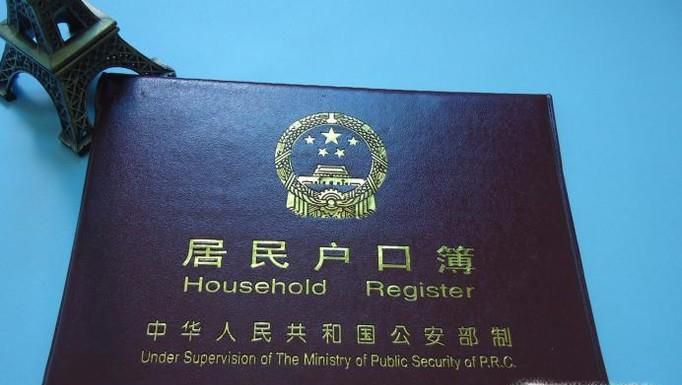 居民户口簿
Household Register
中华人民共和国公安部制
Under Supervision of The Ministry of Public Security of P.R.C.